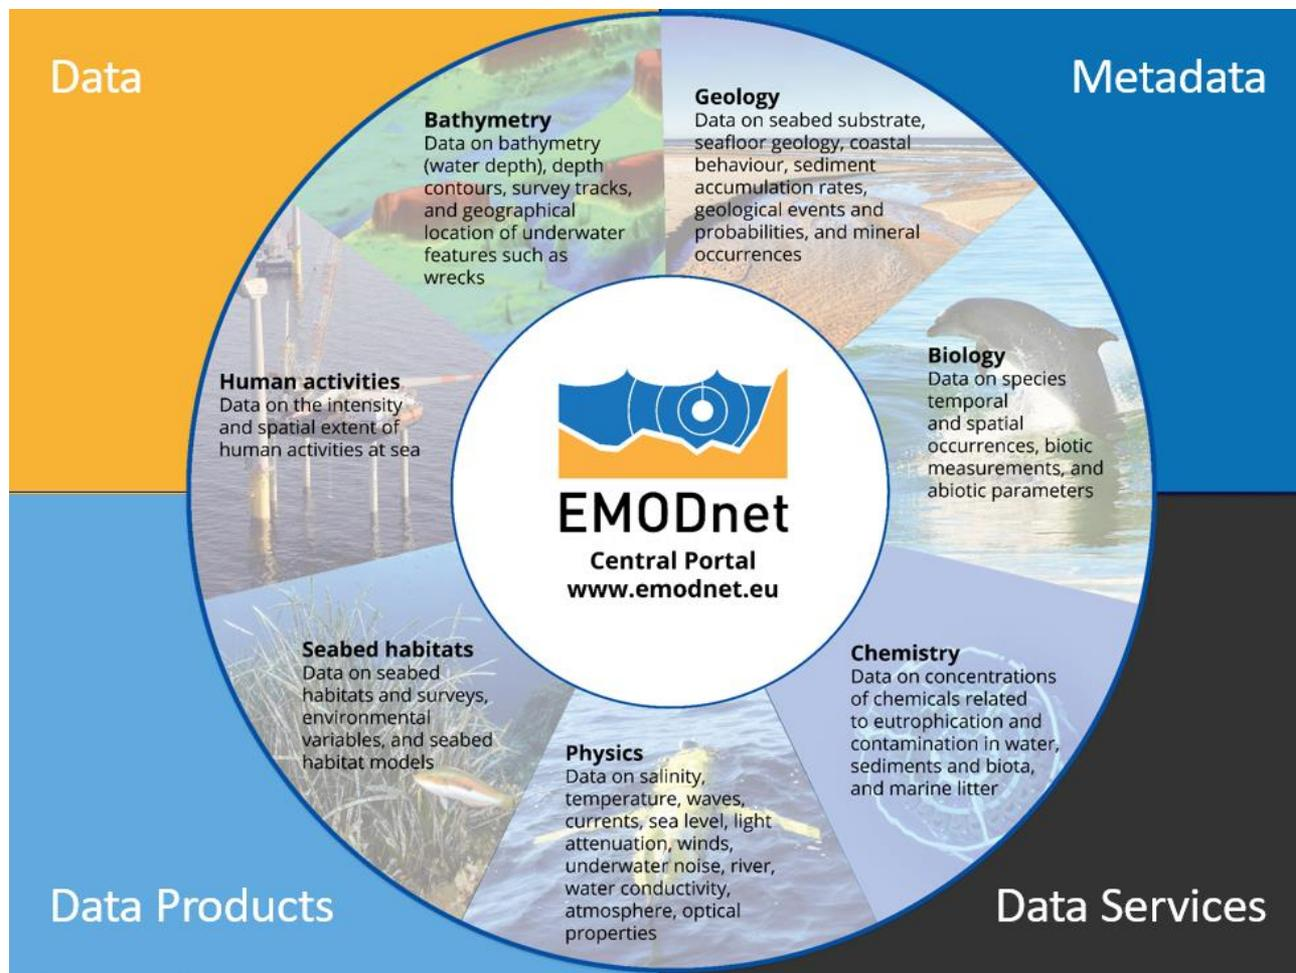 Data
Metadata
Bathymetry
Data on bathymetry
(water depth), depth
contours, survey tracks,
and geographical
location of underwater
features such as
wrecks
Geology
Data on seabed substrate,
seafloor geology, coastal
behaviour, sediment
accumulation rates,
geological events and
probabilities, and mineral
occurrences
Biology
Data on species
temporal
and spatial
occurrences, biotic
measurements, and
abiotic parameters
Human activities
Data on the intensity
and spatial extent of
human activities at sea
EMODnet
Central Portal
www.emodnet.eu
Seabed habitats
Data on seabed
habitats and surveys,
environmental
variables, and seabed
habitat models
Physics
Data on salinity,
temperature, waves,
currents, sea level, light
attenuation, winds,
underwater noise, river,
water conductivity,
atmosphere, optical
properties
Chemistry
Data on concentrations
of chemicals related
to eutrophication and
contamination in water,
sediments and biota,
and marine litter
Data Products
Data Services